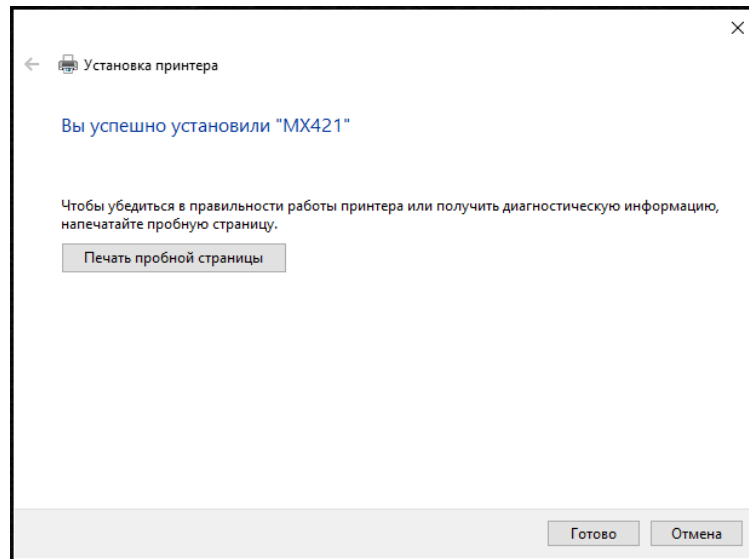 Установка принтера
Вы успешно установили "MX421"
Чтобы убедиться в правильности работы принтера или получить диагностическую информацию,
напечатайте пробную страницу.
Печать пробной страницы
Готово
Отмена